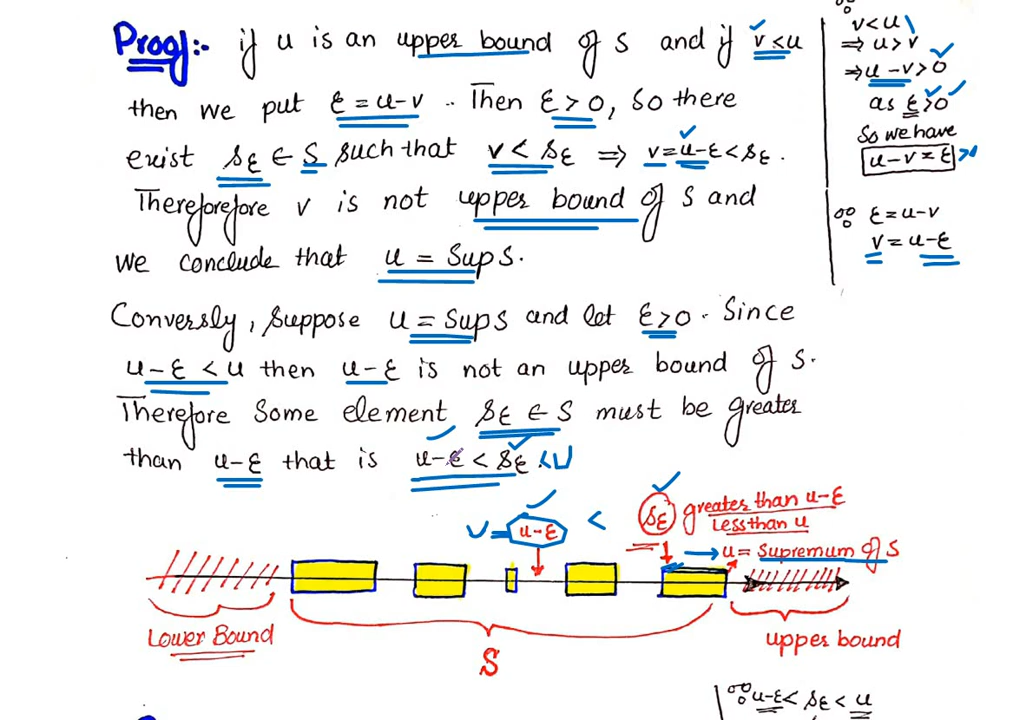 Proof:- if u is an upper bound of S and if v<u
then we put ε = u-v .. Then ε>0, So there
exist sε ∈ S such that v < sε ⇒ v=u-ε<sε.
Thereforefore v is not upper bound of S and
we conclude that u = Sup S.
Conversly, Suppose u = Sup S and let ε>0. Since
u-ε <u then u-ε is not an upper bound of S.
Therefore Some element sε ∈ S must be greater
than u-ε that is u-ε < sε <U
∵ v<u
⇒ u>v
⇒ u-v>0
as ε>0
So we have
u-v=ε
∵ ε=u-v
v=u-ε
V= u-ε < sε greater than u-ε
Less than u
→ u= Supremum of S
Lower Bound
S
upper bound
∵ u-ε< sε < u